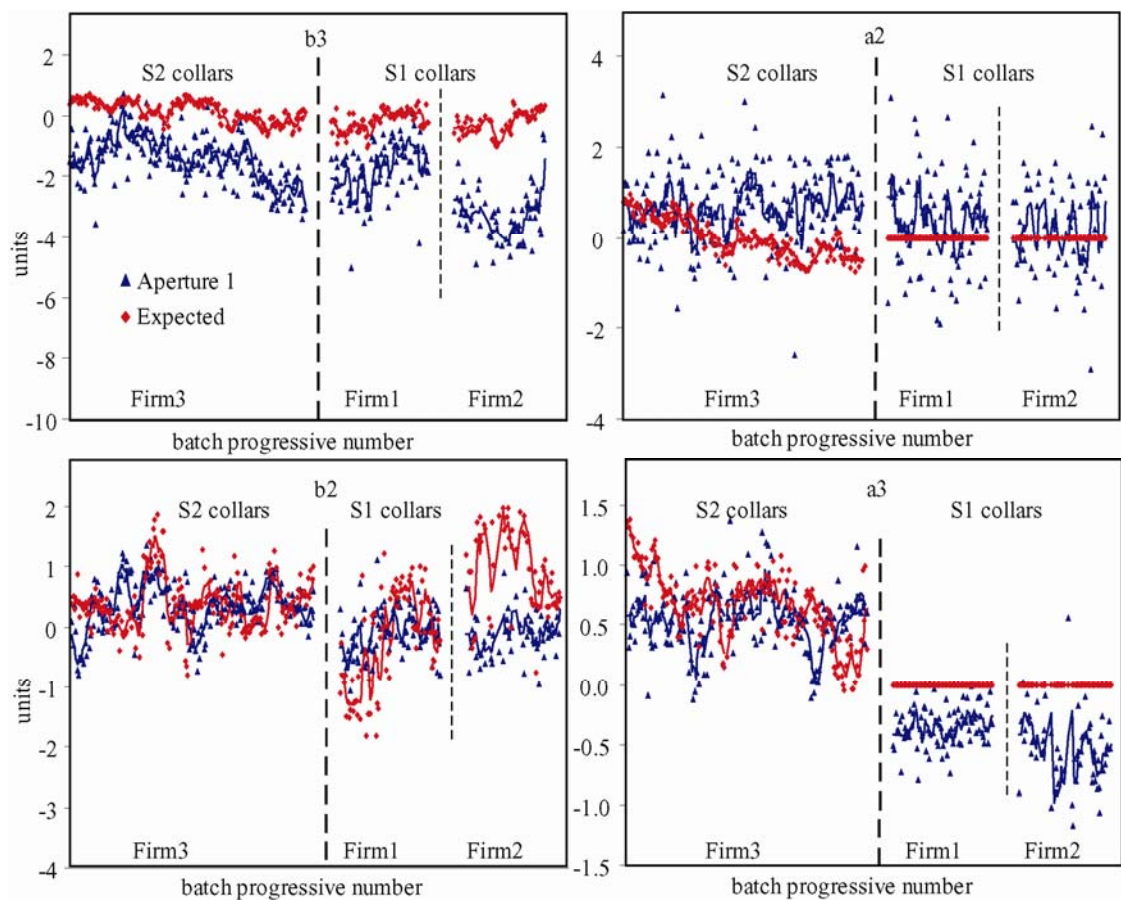 b3
S2 collars
S1 collars
2
0
-2
-4
-6
-8
-10
units
Aperture 1
Expected
Firm3
Firm1
Firm2
batch progressive number
a2
S2 collars
S1 collars
4
2
0
-2
-4
Firm3
Firm1
Firm2
batch progressive number
b2
S2 collars
S1 collars
2
1
0
-1
-2
-3
-4
units
Firm3
Firm1
Firm2
batch progressive number
a3
S2 collars
S1 collars
1.5
1.0
0.5
0.0
-0.5
-1.0
-1.5
Firm3
Firm1
Firm2
batch progressive number